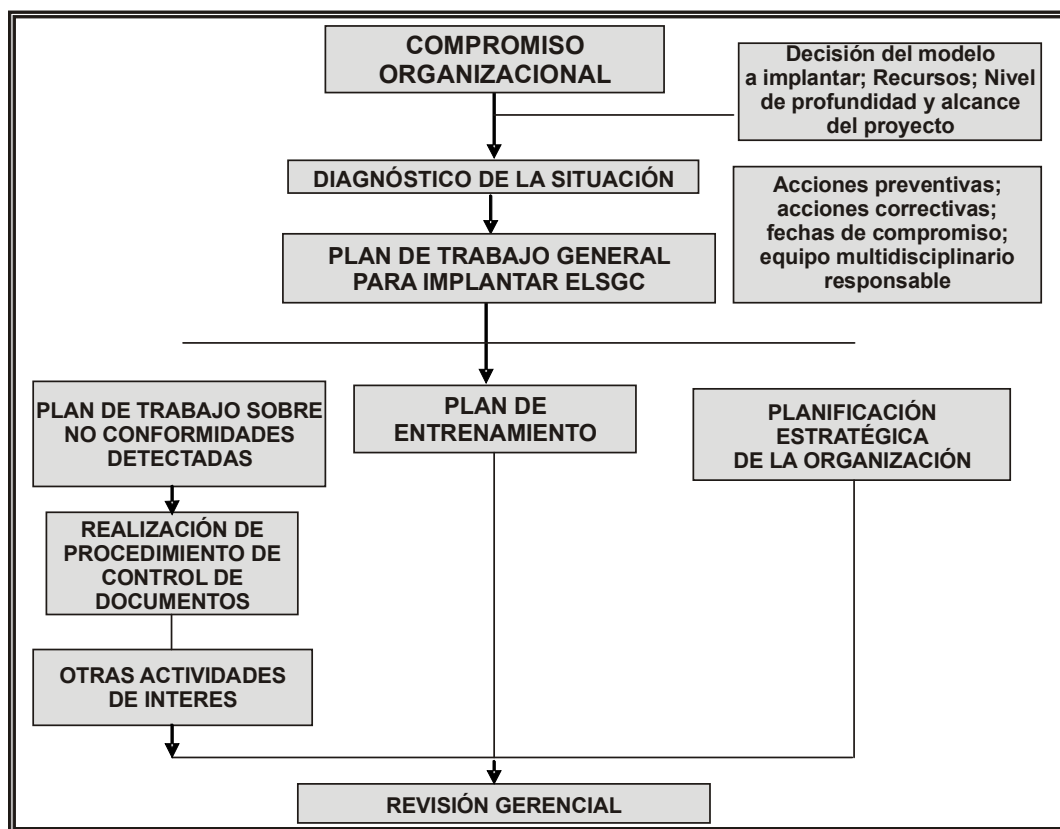 COMPROMISO
ORGANIZACIONAL
Decisión del modelo
a implantar; Recursos; Nivel
de profundidad y alcance
del proyecto
DIAGNÓSTICO DE LA SITUACIÓN
Acciones preventivas;
acciones correctivas;
fechas de compromiso;
equipo multidisciplinario
responsable
PLAN DE TRABAJO GENERAL
PARA IMPLANTAR ELSGC
PLAN DE TRABAJO SOBRE
NO CONFORMIDADES
DETECTADAS
PLAN DE
ENTRENAMIENTO
PLANIFICACIÓN
ESTRATÉGICA
DE LA ORGANIZACIÓN
REALIZACIÓN DE
PROCEDIMIENTO DE
CONTROL DE
DOCUMENTOS
OTRAS ACTIVIDADES
DE INTERES
REVISIÓN GERENCIAL